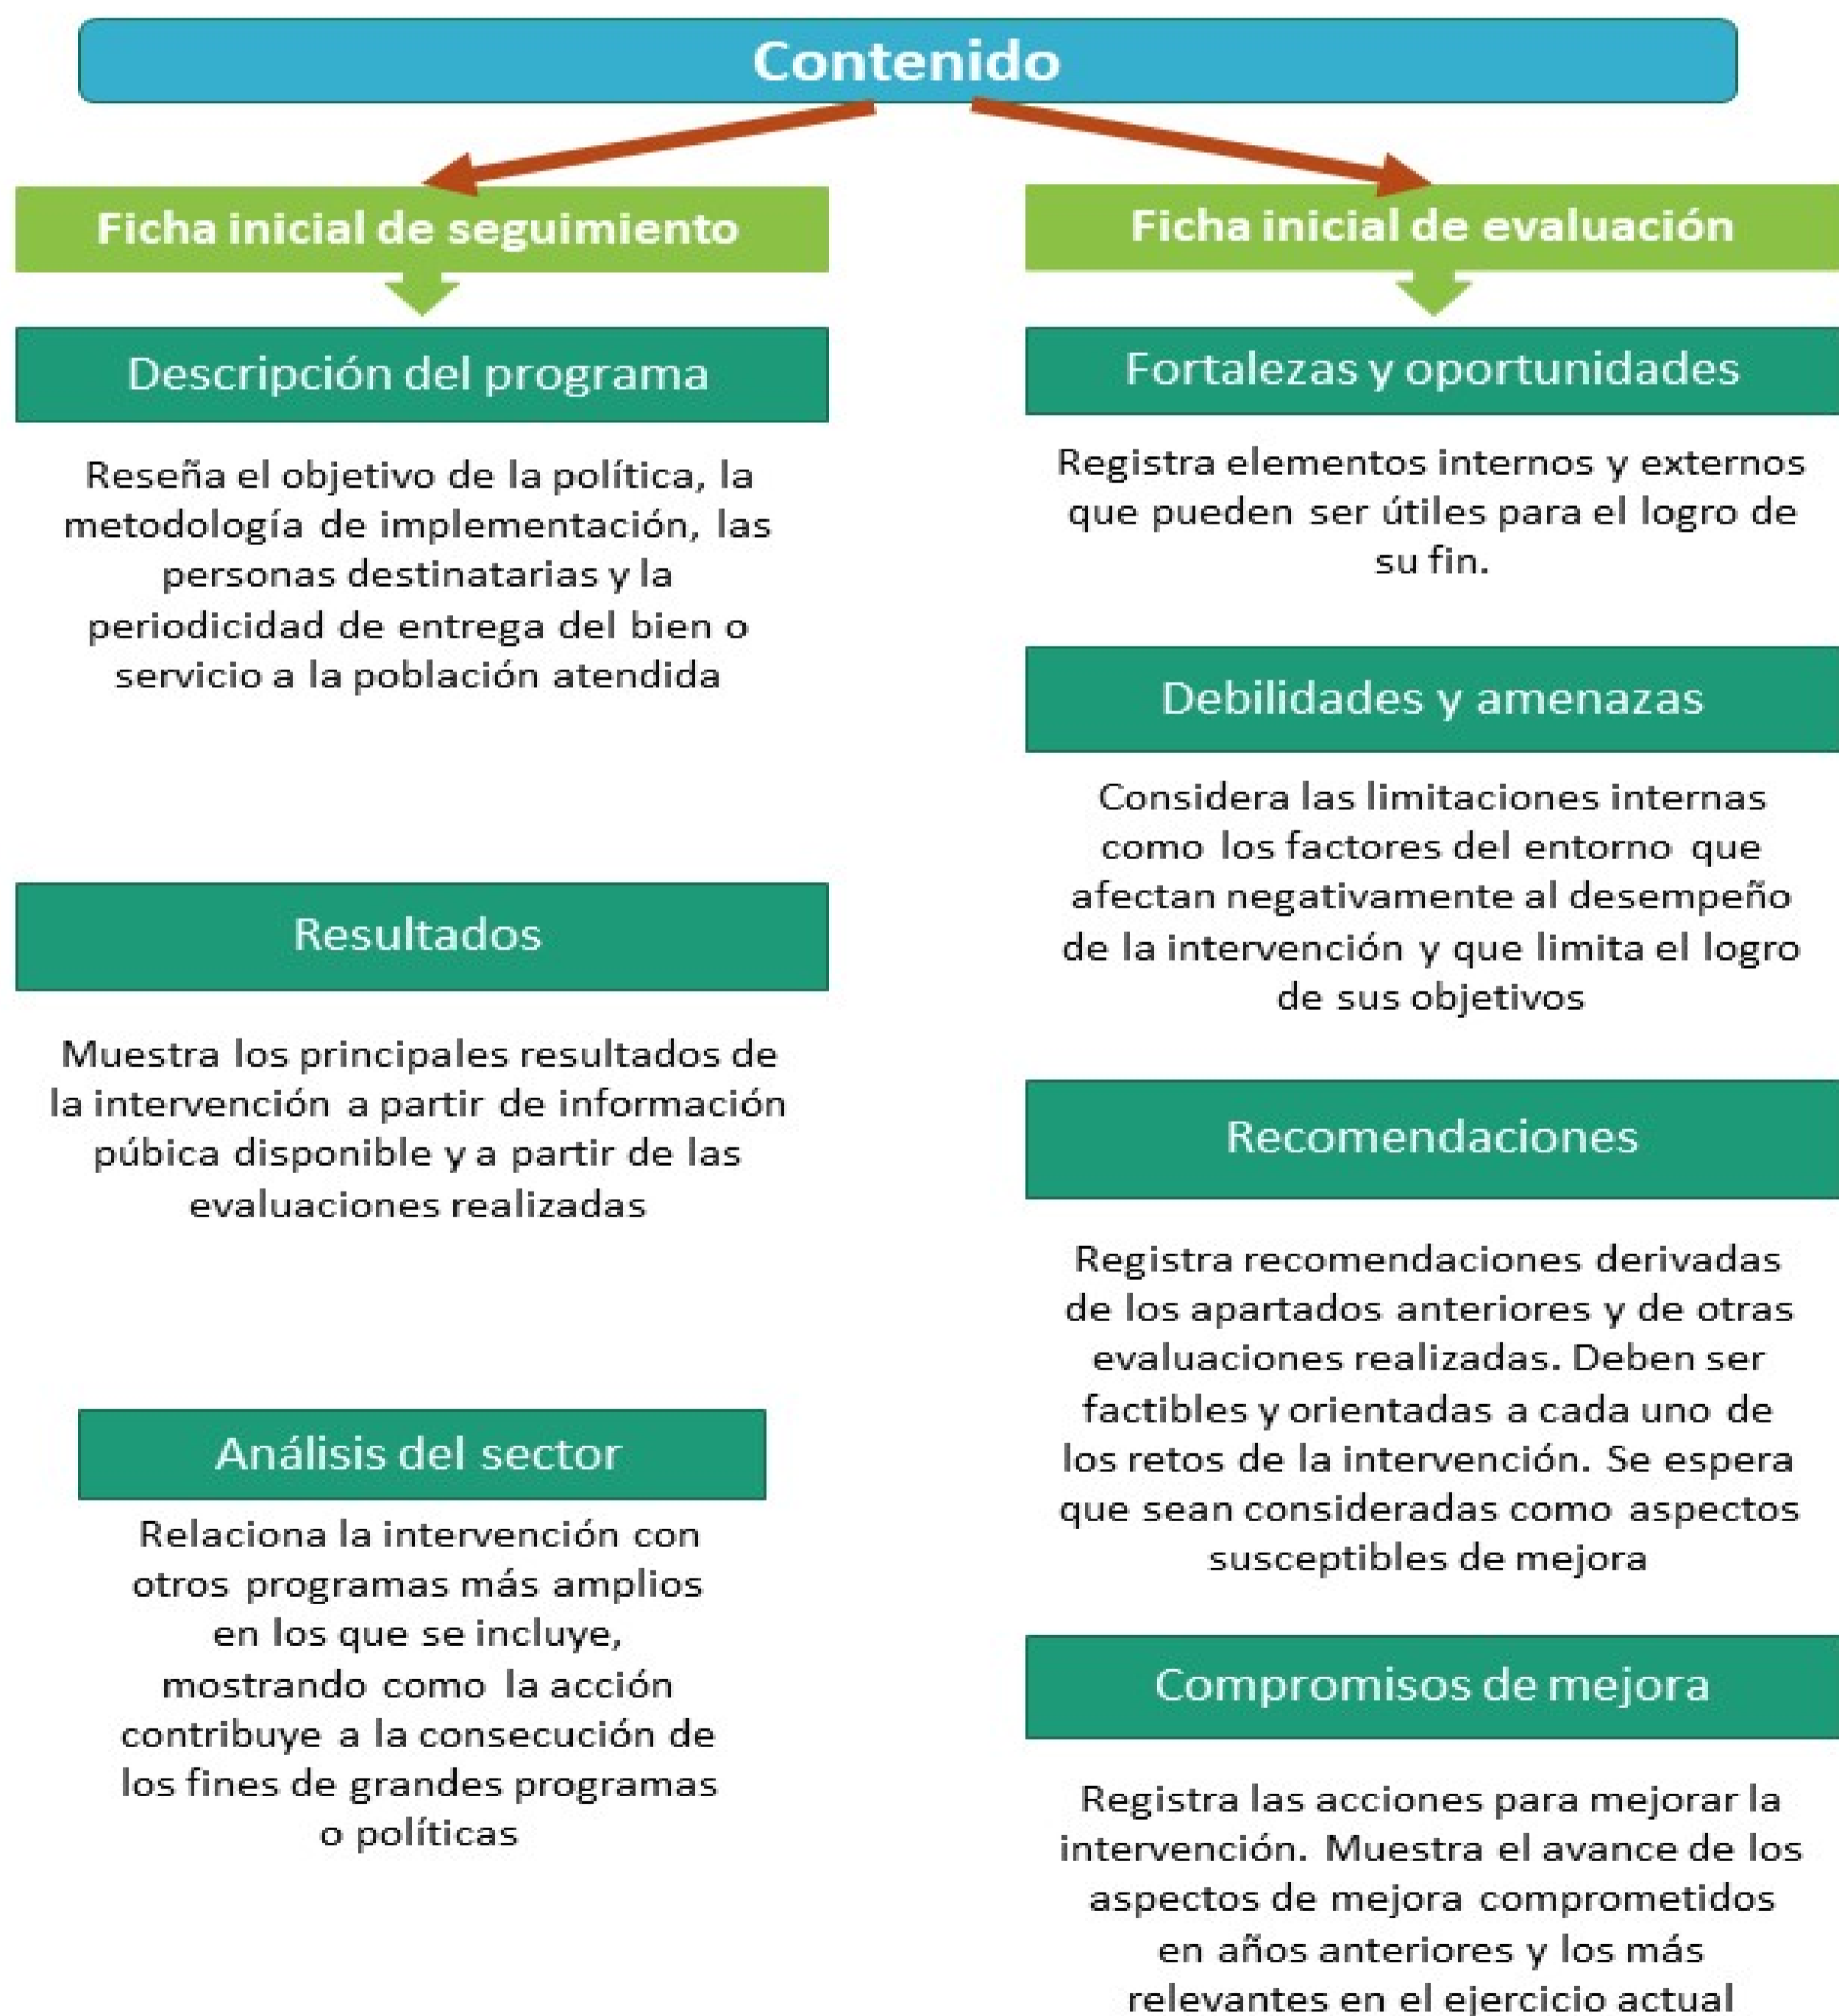 Contenido
Ficha inicial de seguimiento
Descripción del programa
Reseña el objetivo de la política, la
metodología de implementación, las
personas destinatarias y la
periodicidad de entrega del bien o
servicio a la población atendida
Resultados
Muestra los principales resultados de
la intervención a partir de información
púbica disponible y a partir de las
evaluaciones realizadas
Análisis del sector
Relaciona la intervención con
otros programas más amplios
en los que se incluye,
mostrando como la acción
contribuye a la consecución de
los fines de grandes programas
o políticas
Ficha inicial de evaluación
Fortalezas y oportunidades
Registra elementos internos y externos
que pueden ser útiles para el logro de
su fin.
Debilidades y amenazas
Considera las limitaciones internas
como los factores del entorno que
afectan negativamente al desempeño
de la intervención y que limita el logro
de sus objetivos
Recomendaciones
Registra recomendaciones derivadas
de los apartados anteriores y de otras
evaluaciones realizadas. Deben ser
factibles y orientadas a cada uno de
los retos de la intervención. Se espera
que sean consideradas como aspectos
susceptibles de mejora
Compromisos de mejora
Registra las acciones para mejorar la
intervención. Muestra el avance de los
aspectos de mejora comprometidos
en años anteriores y los más
relevantes en el ejercicio actual